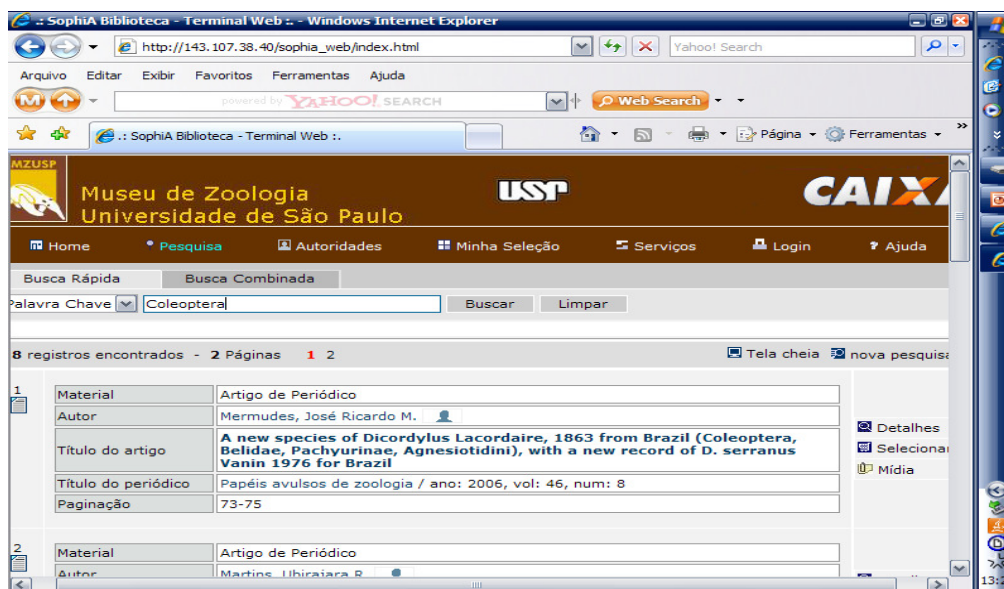 .: SophiA Biblioteca - Terminal Web :. - Windows Internet Explorer
http://143.107.38.40/sophia_web/index.html
Yahoo! Search
Arquivo Editar Exibir Favoritos Ferramentas Ajuda
powered by YAHOO! SEARCH
Web Search
.: SophiA Biblioteca - Terminal Web :.
Página
Ferramentas
MZUSP
Museu de Zoologia
Universidade de São Paulo
USP
CAIXA
Home Pesquisa Autoridades Minha Seleção Serviços Login Ajuda
Busca Rápida Busca Combinada
Palavra Chave Coleoptera Buscar Limpar
8 registros encontrados - 2 Páginas 1 2 Tela cheia nova pesquisa
1
Material Artigo de Periódico
Autor Mermudes, José Ricardo M.
Título do artigo A new species of Dicordylus Lacordaire, 1863 from Brazil (Coleoptera,
Belidae, Pachyurinae, Agnesiotidini), with a new record of D. serranus
Vanin 1976 for Brazil
Título do periódico Papéis avulsos de zoologia / ano: 2006, vol: 46, num: 8
Paginação 73-75
Detalhes
Selecionar
Mídia
2
Material Artigo de Periódico
Autor Martins, Ubirajara R.